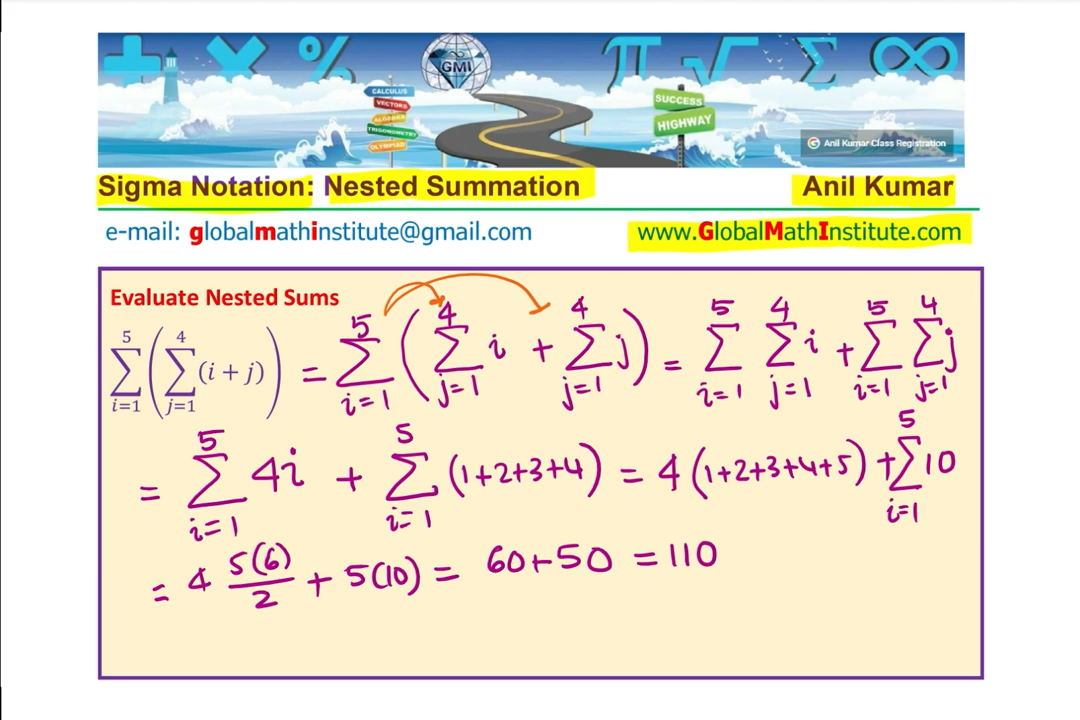 + × % GMI π √ Σ ∞
CALCULUS
VECTORS
ALGEBRA
TRIGONOMETRY
OLYMPIAD
SUCCESS
HIGHWAY
G Anil Kumar Class Registration
Sigma Notation: Nested Summation Anil Kumar
e-mail: globalmathinstitute@gmail.com www.GlobalMathInstitute.com
Evaluate Nested Sums
∑_{i=1}^{5} (∑_{j=1}^{4} (i + j)) = ∑_{i=1}^{5} (∑_{j=1}^{4} i + ∑_{j=1}^{4} j) = ∑_{i=1}^{5} ∑_{j=1}^{4} i + ∑_{i=1}^{5} ∑_{j=1}^{4} j
= ∑_{i=1}^{5} 4i + ∑_{i=1}^{5} (1+2+3+4) = 4 (1+2+3+4+5) + ∑_{i=1}^{5} 10
= 4 5(6)/2 + 5(10) = 60+50 = 110